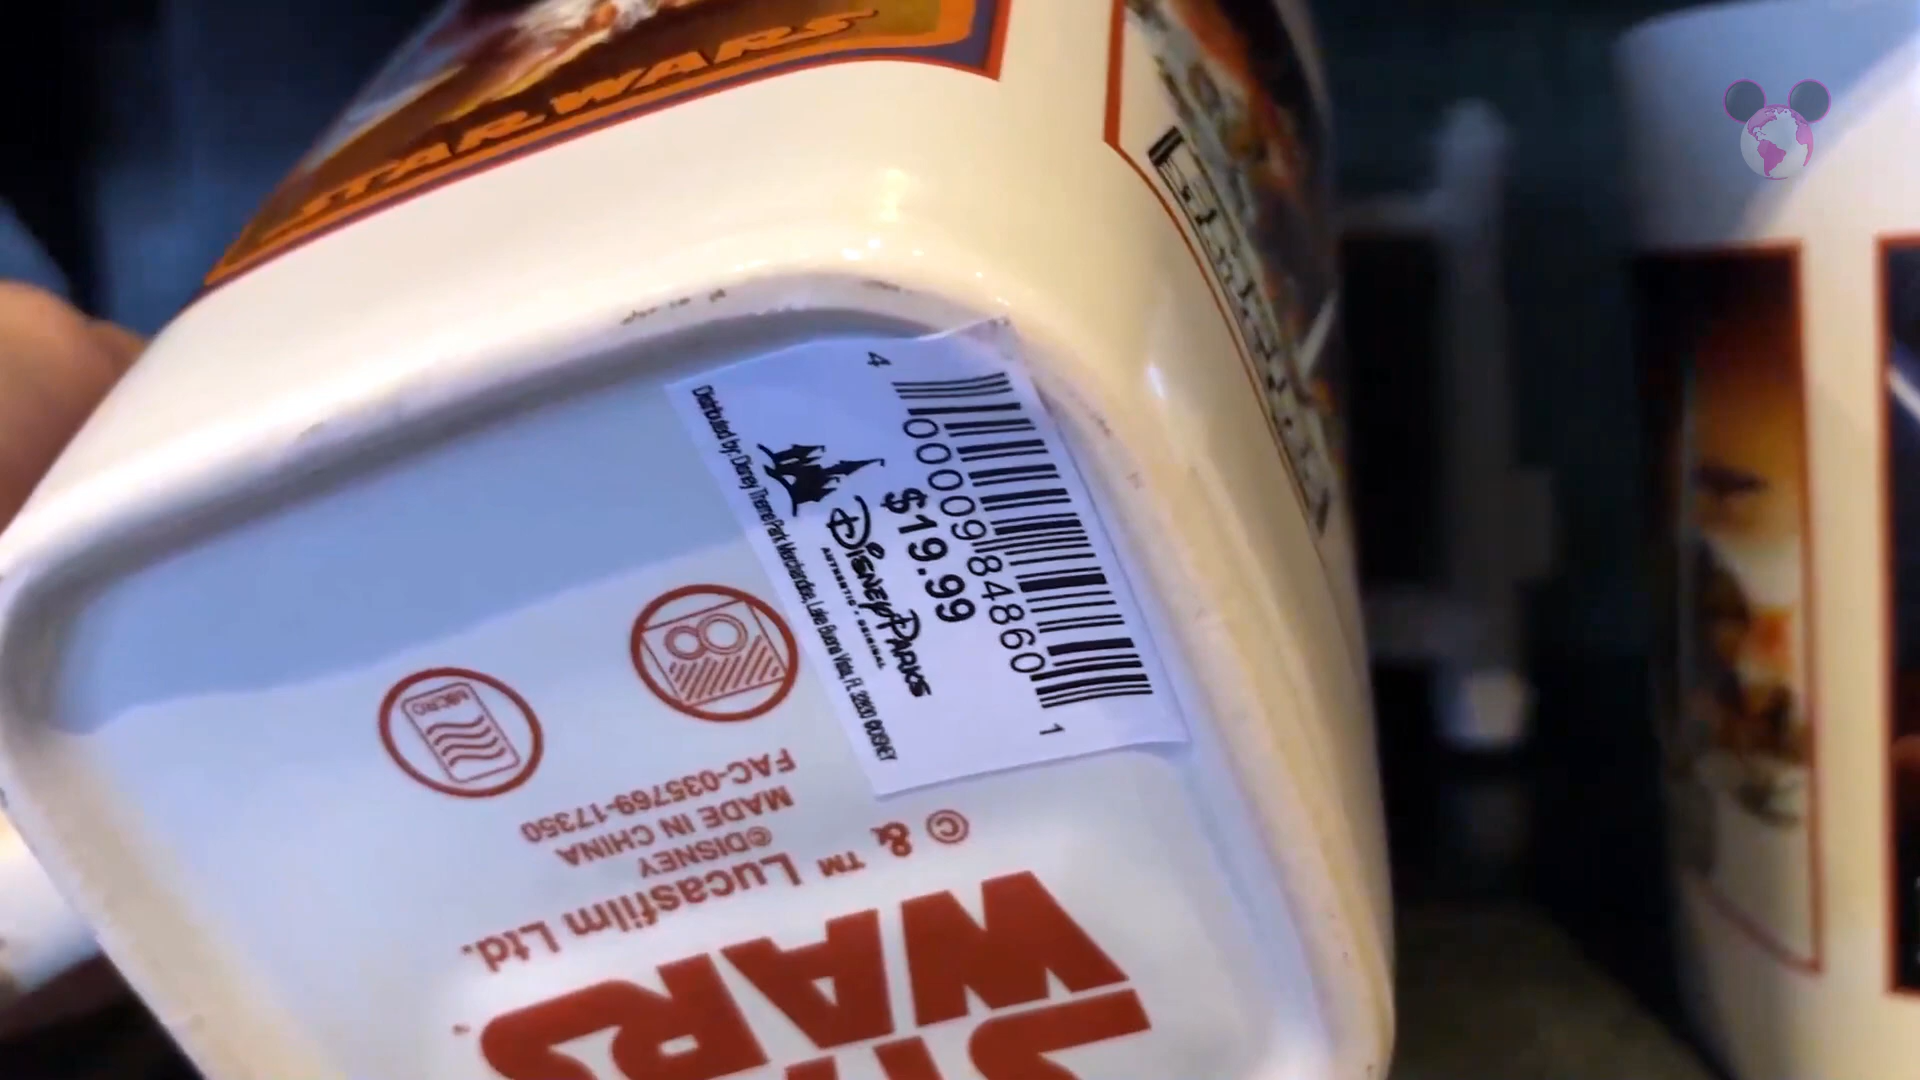 STAR WARS
4
00000984860
1
$19.99
DISNEY PARKS
AUTHENTIC • ORIGINAL
Distributed by: Disney Theme Park Merchandise, Lake Buena Vista, FL 32830 ©DISNEY
STAR
WARS
© & ™ Lucasfilm Ltd.
©DISNEY
MADE IN CHINA
FAC-035769-17350
MICRO